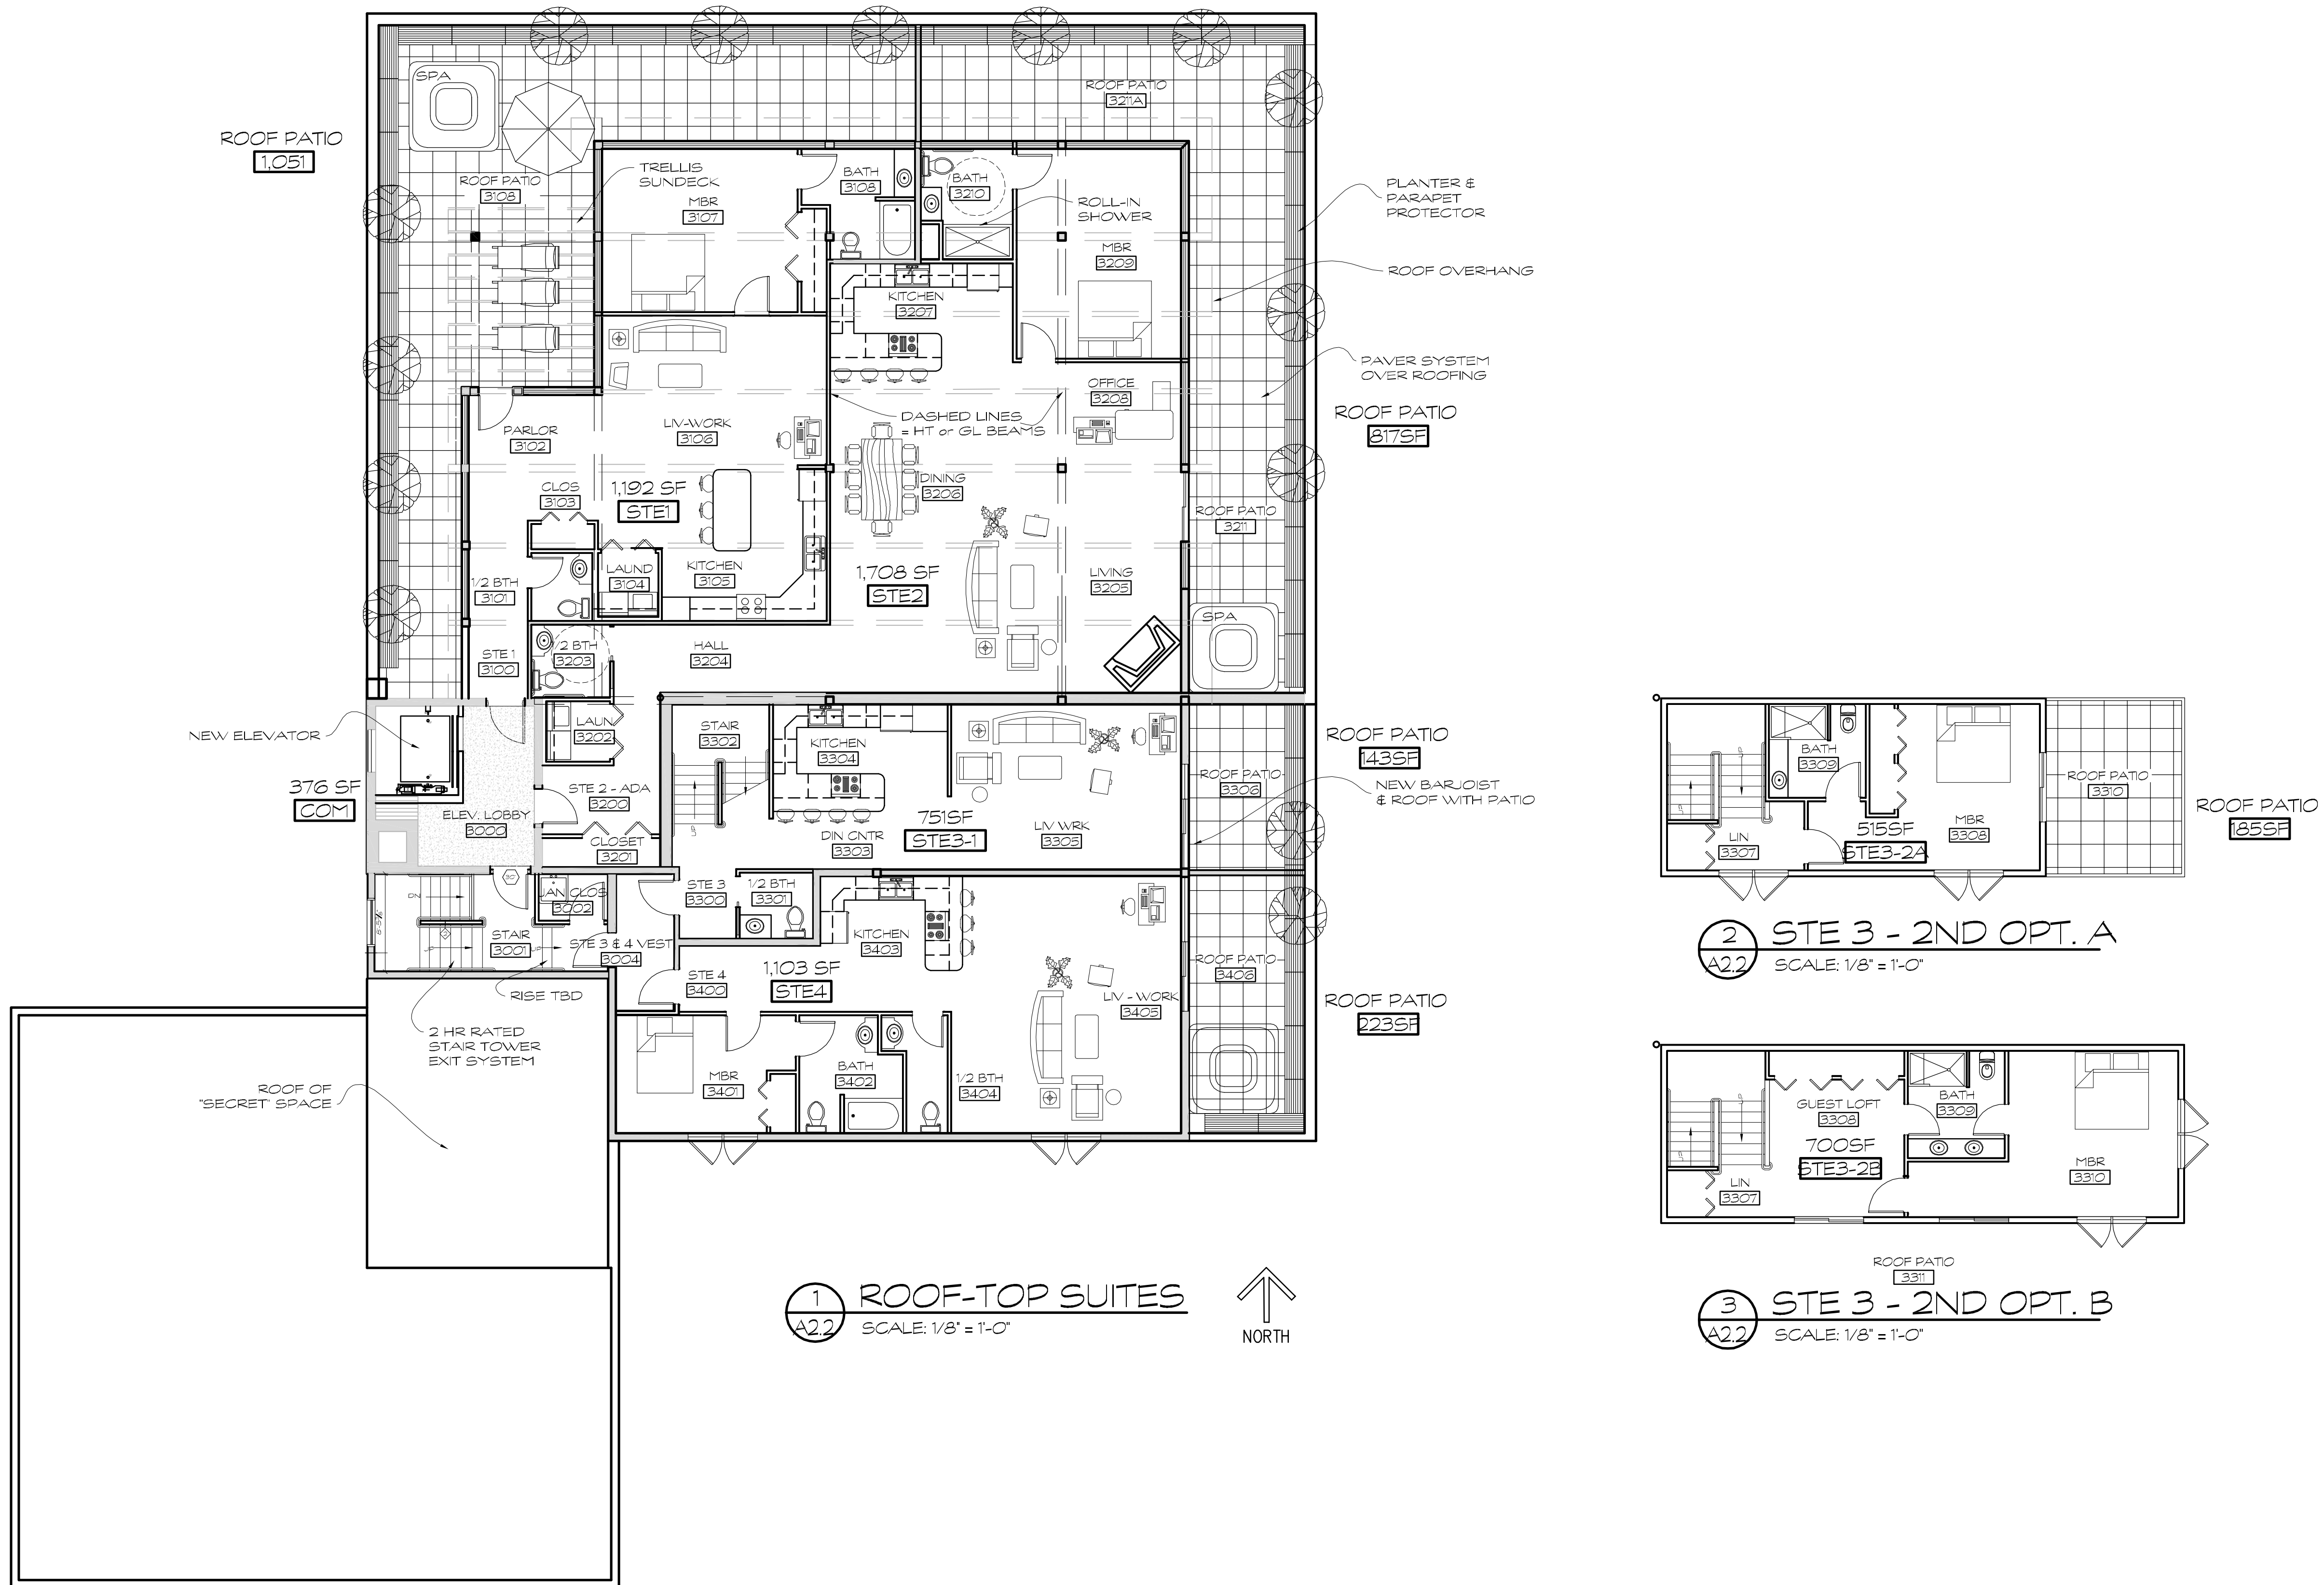 SPA
ROOF PATIO
3211A
ROOF PATIO
1,051
ROOF PATIO
3108
TRELLIS
SUNDECK
MBR
3107
BATH
3108
BATH
3210
ROLL-IN
SHOWER
MBR
3209
PLANTER &
PARAPET
PROTECTOR
ROOF OVERHANG
KITCHEN
3207
PAVER SYSTEM
OVER ROOFING
OFFICE
3208
ROOF PATIO
817SF
DASHED LINES
= HT or GL BEAMS
PARLOR
3102
LIV-WORK
3106
CLOS
3103
1,192 SF
STE1
DINING
3206
ROOF PATIO
3211
1/2 BTH
3101
LAUND
3104
KITCHEN
3105
1,708 SF
STE2
LIVING
3205
SPA
STE 1
3100
1/2 BTH
3203
HALL
3204
NEW ELEVATOR
LAUN
3202
STAIR
3302
KITCHEN
3304
ROOF PATIO
143SF
376 SF
COM
STE 2 - ADA
3200
ROOF PATIO
3306
NEW BARJOIST
& ROOF WITH PATIO
ELEV. LOBBY
3000
CLOSET
3201
UP
DIN CNTR
3303
751SF
STE3-1
LIV WRK
3305
3C
JAN CLOS
3002
DN
8'-5 7/8"
STE 3
3300
1/2 BTH
3301
STAIR
3001
UP
STE 3 & 4 VEST
3004
KITCHEN
3403
STE 4
3400
1,103 SF
STE4
ROOF PATIO
3406
RISE TBD
LIV - WORK
3405
ROOF PATIO
223SF
2 HR RATED
STAIR TOWER
EXIT SYSTEM
ROOF OF
"SECRET" SPACE
MBR
3401
BATH
3402
1/2 BTH
3404
1
A2.2
ROOF-TOP SUITES
SCALE: 1/8" = 1'-0"
NORTH
BATH
3309
UP
ROOF PATIO
3310
ROOF PATIO
185SF
LIN
3307
515SF
STE3-2A
MBR
3308
2
A2.2
STE 3 - 2ND OPT. A
SCALE: 1/8" = 1'-0"
GUEST LOFT
3308
BATH
3309
UP
700SF
STE3-2B
MBR
3310
LIN
3307
ROOF PATIO
3311
3
A2.2
STE 3 - 2ND OPT. B
SCALE: 1/8" = 1'-0"